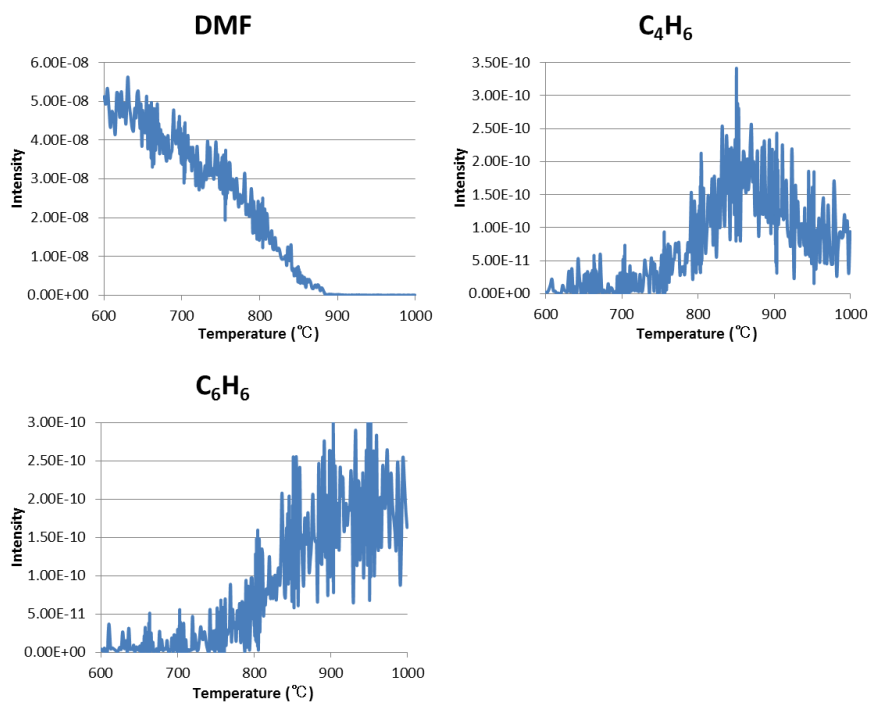 DMF
6.00E-08
5.00E-08
4.00E-08
3.00E-08
2.00E-08
1.00E-08
0.00E+00
Intensity
600 700 800 900 1000
Temperature (℃)
C₄H₆
3.50E-10
3.00E-10
2.50E-10
2.00E-10
1.50E-10
1.00E-10
5.00E-11
0.00E+00
Intensity
600 700 800 900 1000
Temperature (℃)
C₆H₆
3.00E-10
2.50E-10
2.00E-10
1.50E-10
1.00E-10
5.00E-11
0.00E+00
Intensity
600 700 800 900 1000
Temperature (℃)